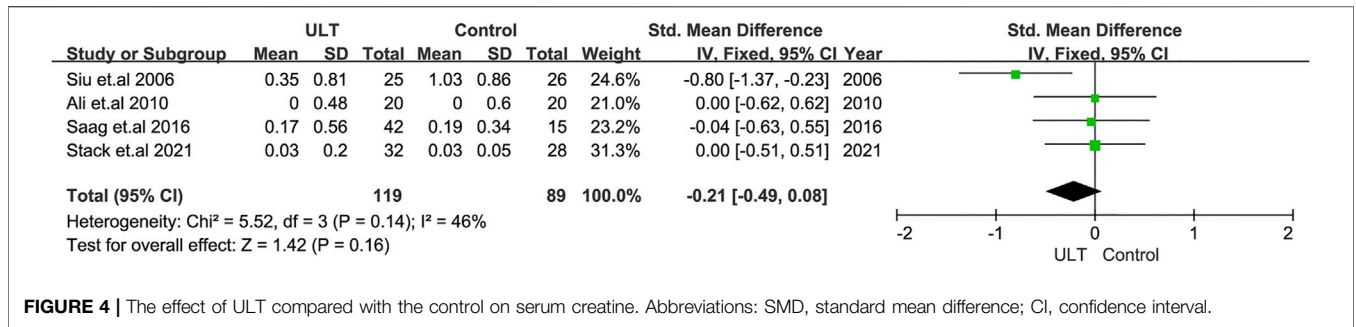 ULT Control Std. Mean Difference Std. Mean Difference
Study or Subgroup Mean SD Total Mean SD Total Weight IV, Fixed, 95% CI Year IV, Fixed, 95% CI
Siu et.al 2006 0.35 0.81 25 1.03 0.86 26 24.6% -0.80 [-1.37, -0.23] 2006
Ali et.al 2010 0 0.48 20 0 0.6 20 21.0% 0.00 [-0.62, 0.62] 2010
Saag et.al 2016 0.17 0.56 42 0.19 0.34 15 23.2% -0.04 [-0.63, 0.55] 2016
Stack et.al 2021 0.03 0.2 32 0.03 0.05 28 31.3% 0.00 [-0.51, 0.51] 2021
Total (95% CI) 119 89 100.0% -0.21 [-0.49, 0.08]
Heterogeneity: Chi² = 5.52, df = 3 (P = 0.14); I² = 46%
Test for overall effect: Z = 1.42 (P = 0.16)
-2 -1 0 1 2
ULT Control
FIGURE 4 | The effect of ULT compared with the control on serum creatine. Abbreviations: SMD, standard mean difference; CI, confidence interval.